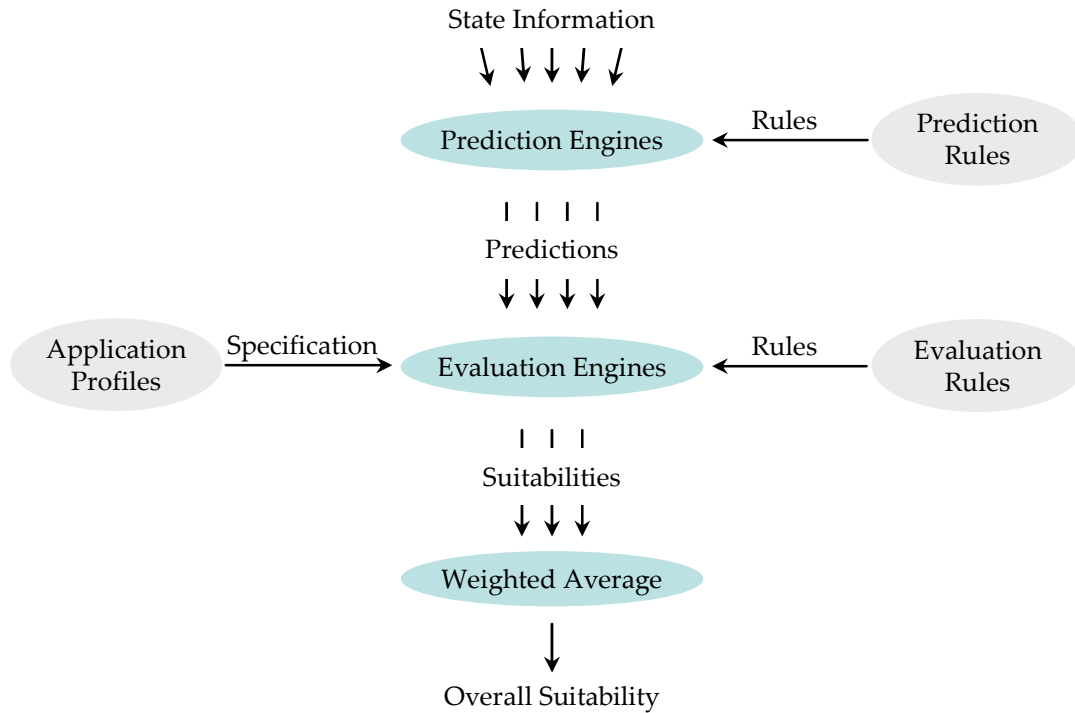 State Information
Prediction Engines
Rules
Prediction
Rules
Predictions
Application
Profiles
Specification
Evaluation Engines
Rules
Evaluation
Rules
Suitabilities
Weighted Average
Overall Suitability